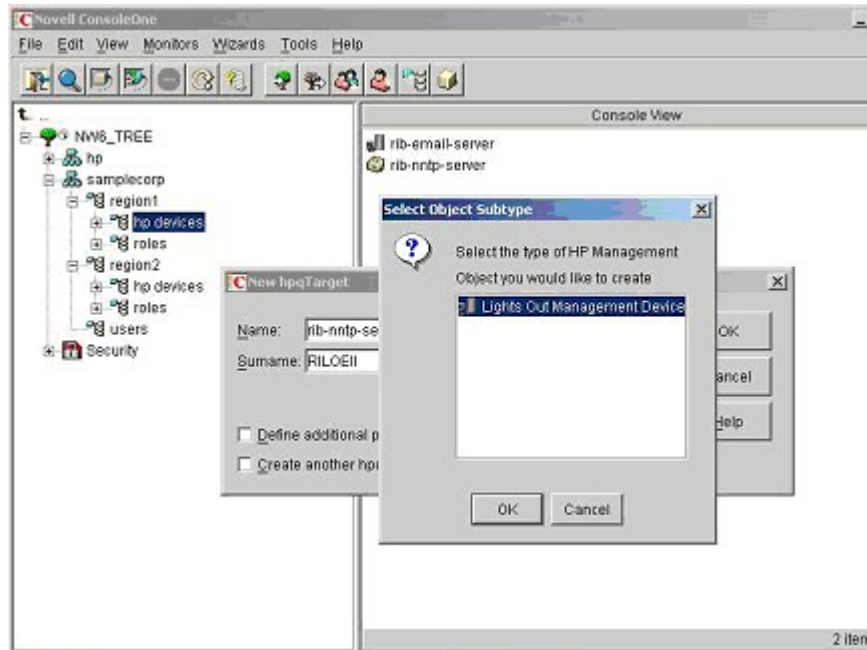 Novell ConsoleOne
File Edit View Monitors Wizards Tools Help
..
NW6_TREE
hp
samplecorp
region1
hp devices
roles
region2
hp devices
roles
users
Security
Console View
rib-email-server
rib-nntp-server
2 item
New hpqTarget
Name: rib-nntp-se
Surname: RILOEII
Define additional p
Create another hp
OK
ancel
Help
Select Object Subtype
Select the type of HP Management
Object you would like to create
Lights Out Management Device
OK Cancel